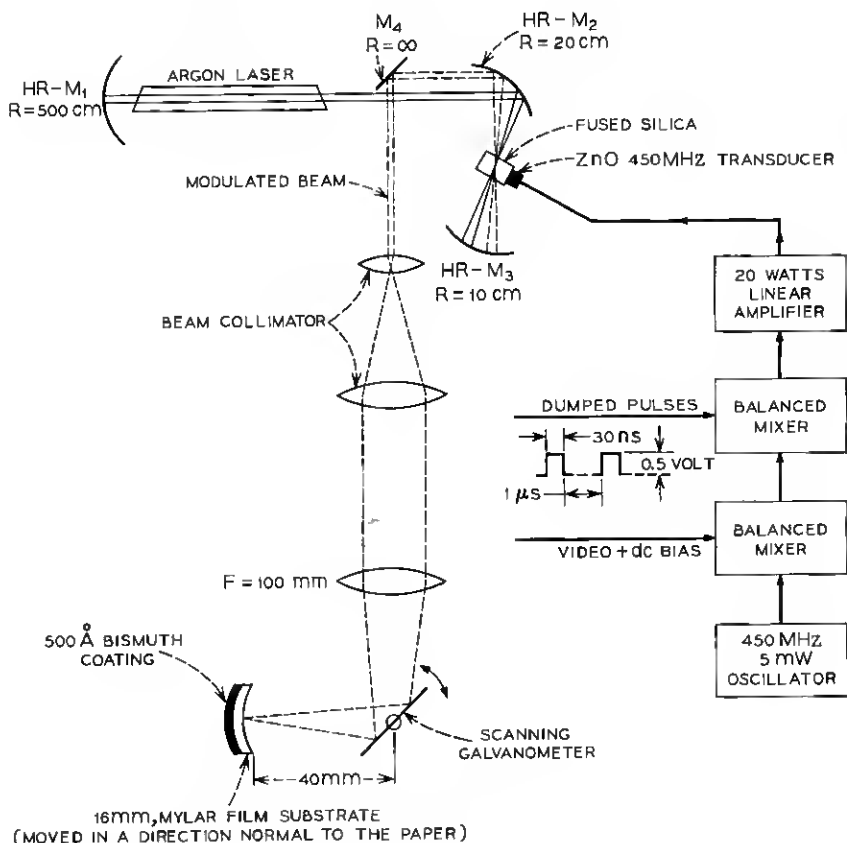 M4
R=∞
HR-M2
R=20 cm
HR-M1
R=500 cm
ARGON LASER
FUSED SILICA
ZnO 450MHz TRANSDUCER
MODULATED BEAM
HR-M3
R=10 cm
20 WATTS
LINEAR
AMPLIFIER
BEAM COLLIMATOR
DUMPED PULSES
30 ns
0.5 VOLT
1 μs
BALANCED
MIXER
VIDEO+dc BIAS
BALANCED
MIXER
F=100 mm
450 MHz
5 mW
OSCILLATOR
500 Å BISMUTH
COATING
SCANNING
GALVANOMETER
40mm
16mm, MYLAR FILM SUBSTRATE
(MOVED IN A DIRECTION NORMAL TO THE PAPER)